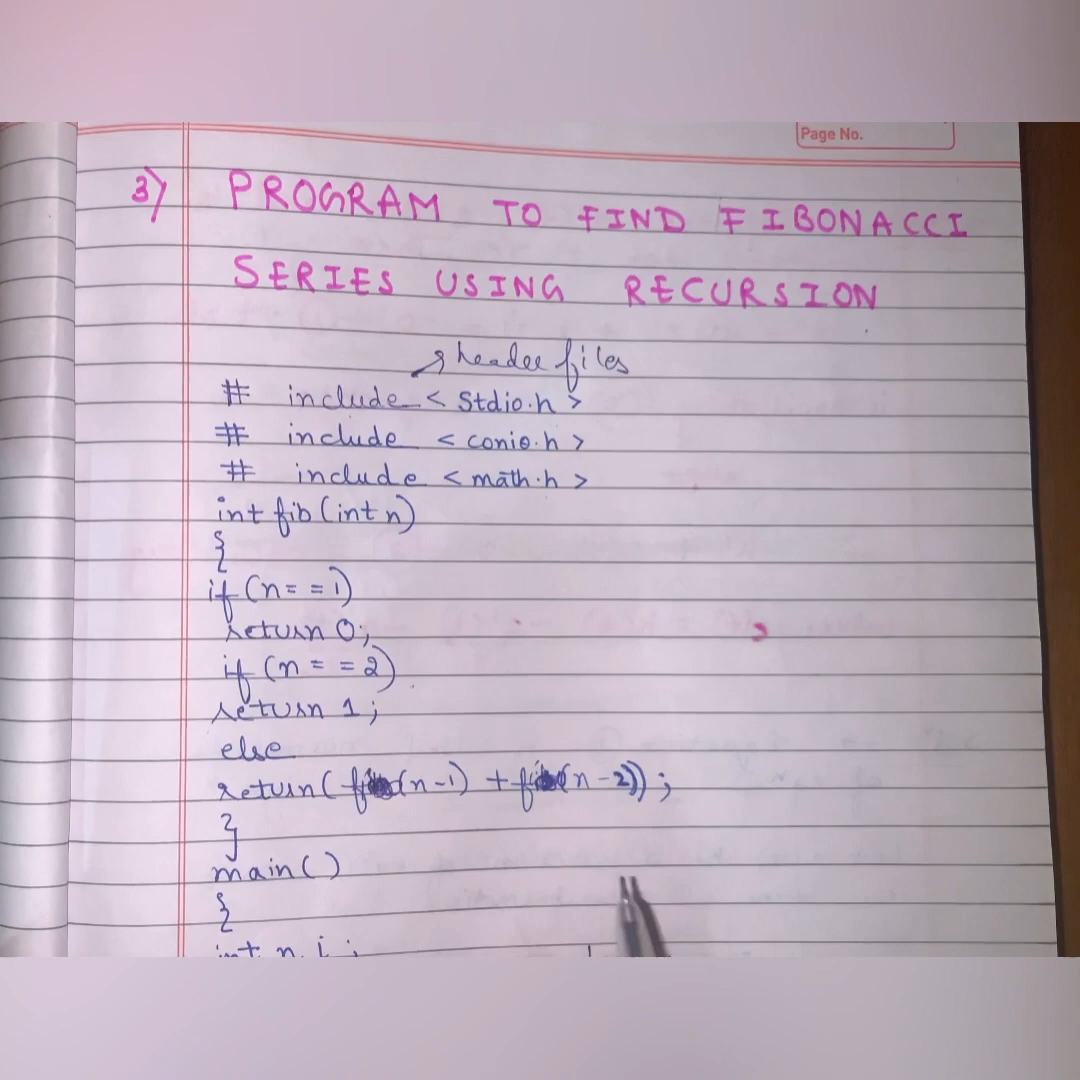 Page No.
3) PROGRAM TO FIND FIBONACCI
SERIES USING RECURSION
header files
# include < Stdio.h >
# include < conio.h >
# include < math.h >
int fib (int n)
{
if (n = = 1)
return 0;
if (n = = 2)
return 1;
else
return ( fib(n-1) + fib(n-2));
}
main ( )
{
int n, i ;